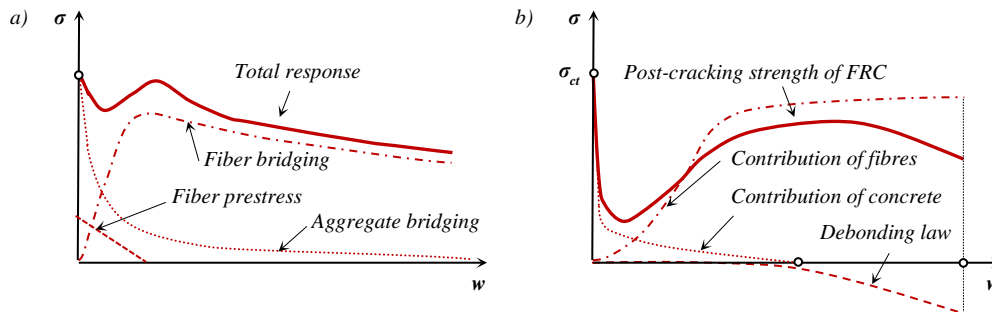 a)
σ
Total response
Fiber bridging
Fiber prestress
Aggregate bridging
w
b)
σ
σct
Post-cracking strength of FRC
Contribution of fibres
Contribution of concrete
Debonding law
w